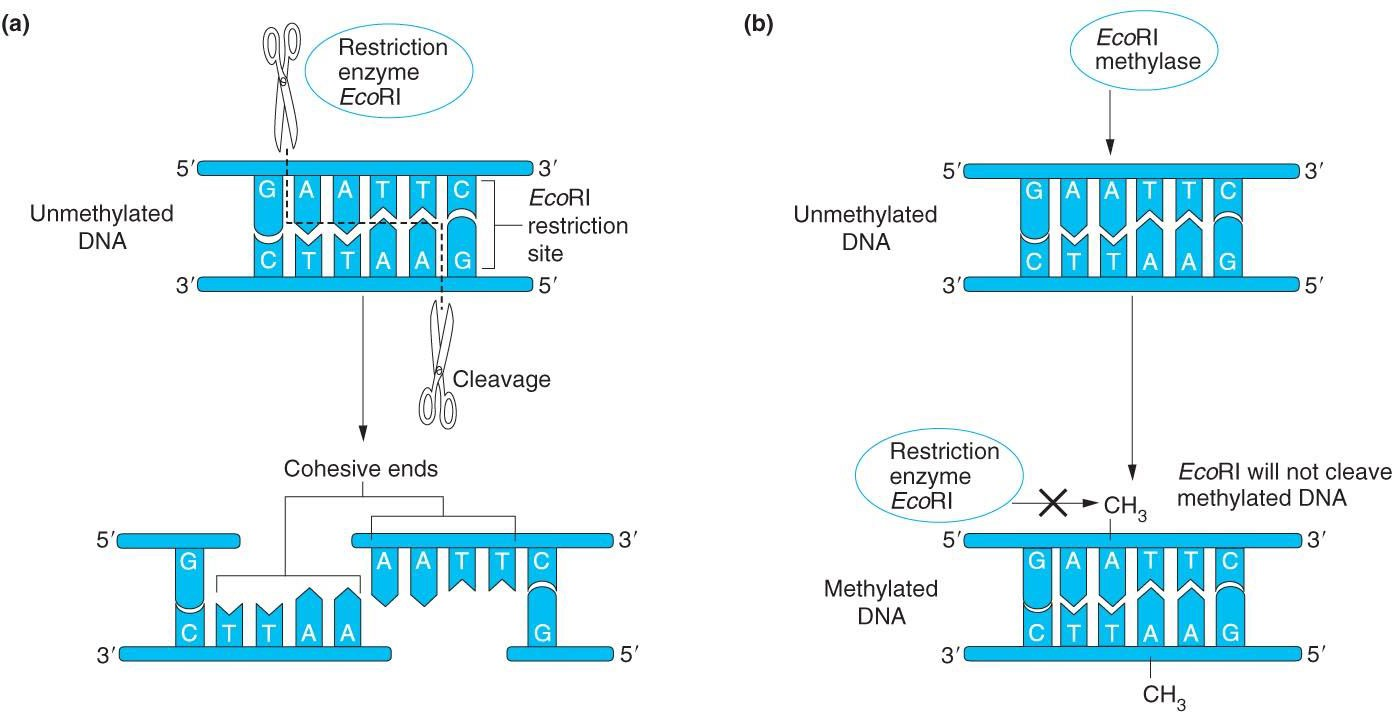 (a)
Restriction
enzyme
EcoRI
5′ 3′
G A A T T C
EcoRI
restriction
site
Unmethylated
DNA
C T T A A G
3′ 5′
Cleavage
Cohesive ends
5′ 3′
G A A T T C
C T T A A G
3′ 5′
(b)
EcoRI
methylase
5′ 3′
G A A T T C
Unmethylated
DNA
C T T A A G
3′ 5′
Restriction
enzyme
EcoRI
CH₃
EcoRI will not cleave
methylated DNA
5′ 3′
G A A T T C
Methylated
DNA
C T T A A G
3′ 5′
CH₃